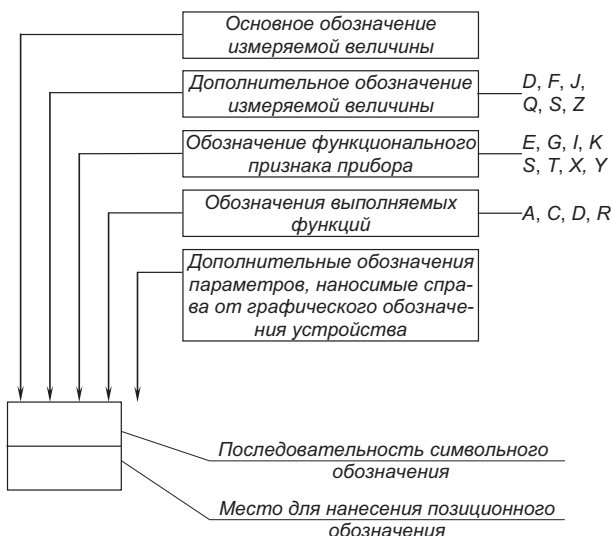 Основное обозначение
измеряемой величины
Дополнительное обозначение
измеряемой величины
D, F, J,
Q, S, Z
Обозначение функционального
признака прибора
E, G, I, K
S, T, X, Y
Обозначения выполняемых
функций
A, C, D, R
Дополнительные обозначения
параметров, наносимые спра-
ва от графического обозначе-
ния устройства
Последовательность символьного
обозначения
Место для нанесения позиционного
обозначения